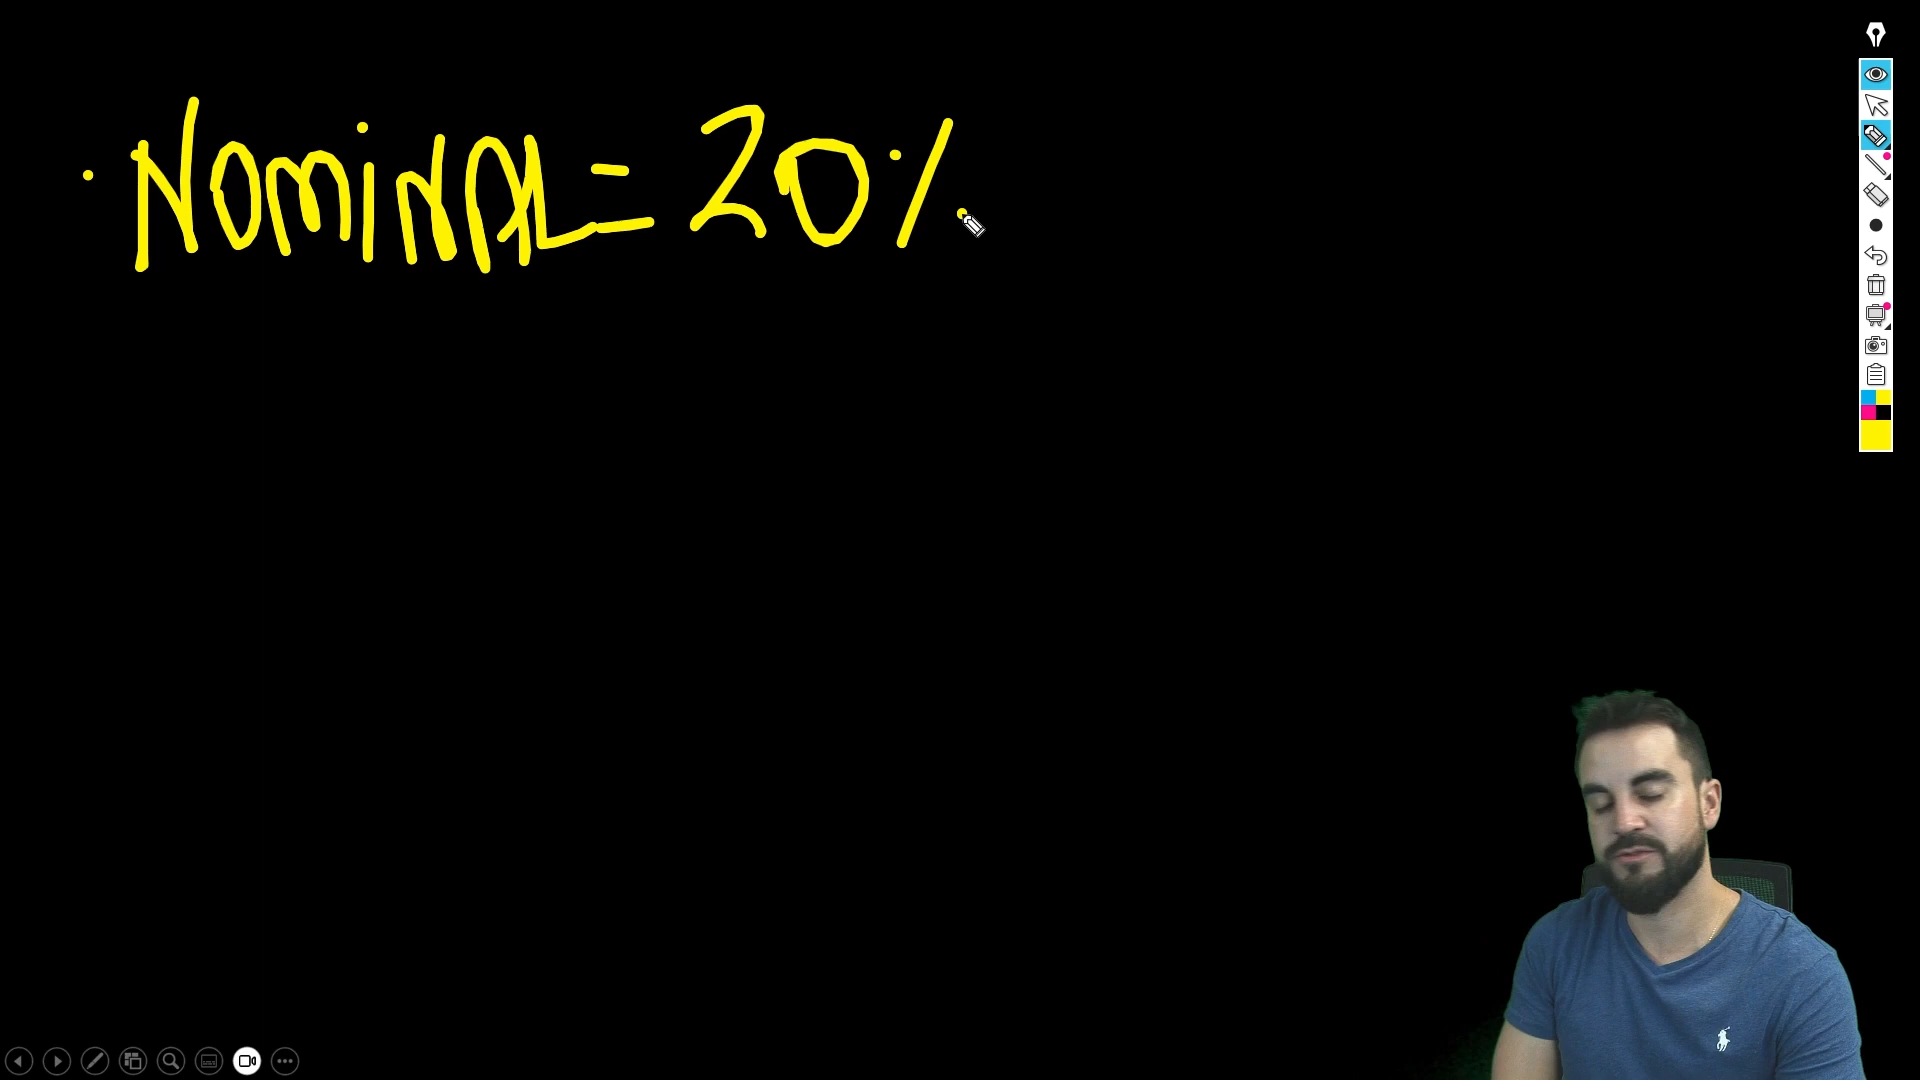 · NOMiNAL = 20%